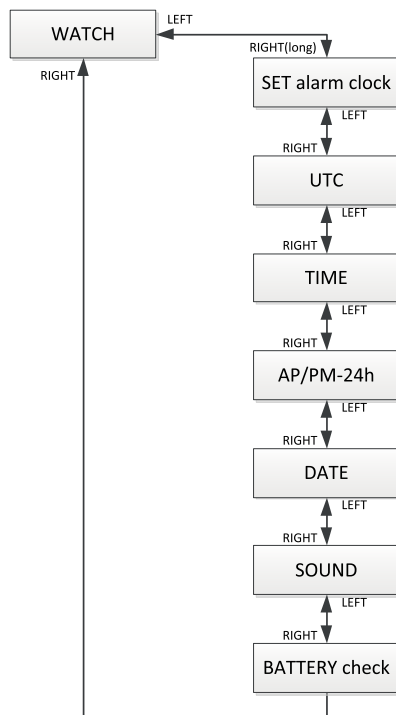 WATCH
LEFT
RIGHT(long)
RIGHT
SET alarm clock
LEFT
RIGHT
UTC
LEFT
RIGHT
TIME
LEFT
RIGHT
AP/PM-24h
LEFT
RIGHT
DATE
LEFT
RIGHT
SOUND
LEFT
RIGHT
BATTERY check